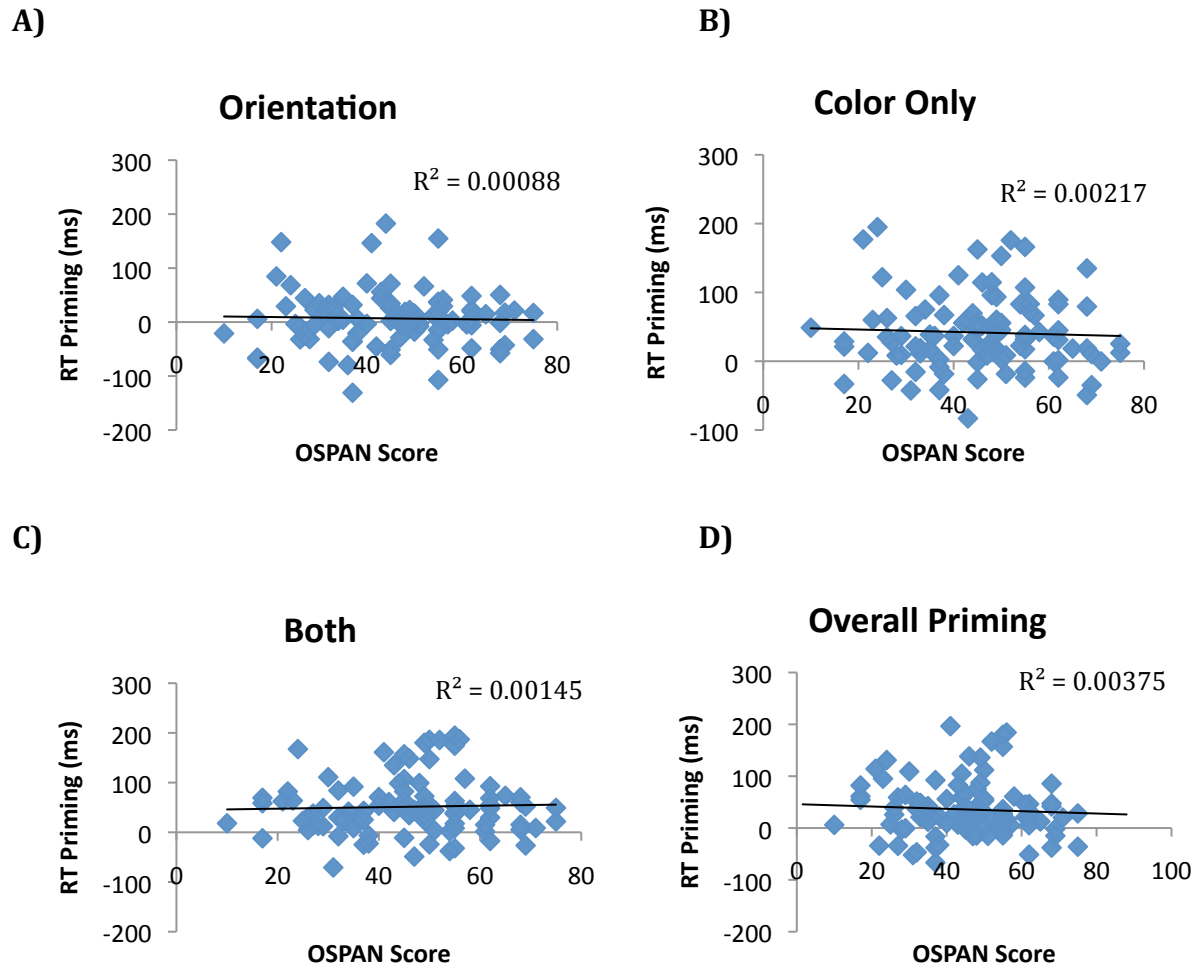 A)
Orientation
R² = 0.00088
300
200
100
0
-100
-200
0
20
40
60
80
RT Priming (ms)
OSPAN Score
B)
Color Only
R² = 0.00217
300
200
100
0
-100
0
20
40
60
80
RT Priming (ms)
OSPAN Score
C)
Both
R² = 0.00145
300
200
100
0
-100
-200
0
20
40
60
80
RT Priming (ms)
OSPAN Score
D)
Overall Priming
R² = 0.00375
300
200
100
0
-100
-200
0
20
40
60
80
100
RT Priming (ms)
OSPAN Score